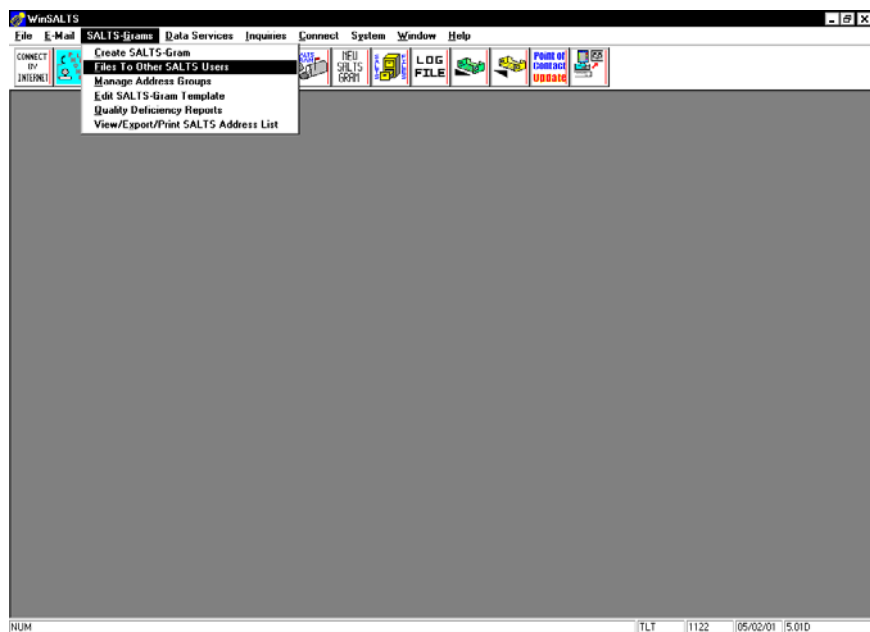 WinSALTS
File E-Mail SALTS-Grams Data Services Inquiries Connect System Window Help
CONNECT BY INTERNET
Create SALTS-Gram
Files To Other SALTS Users
Manage Address Groups
Edit SALTS-Gram Template
Quality Deficiency Reports
View/Export/Print SALTS Address List
NEW SALTS GRAM
LOG FILE
Point of Contact Update
NUM TLT 1122 05/02/01 5.01D